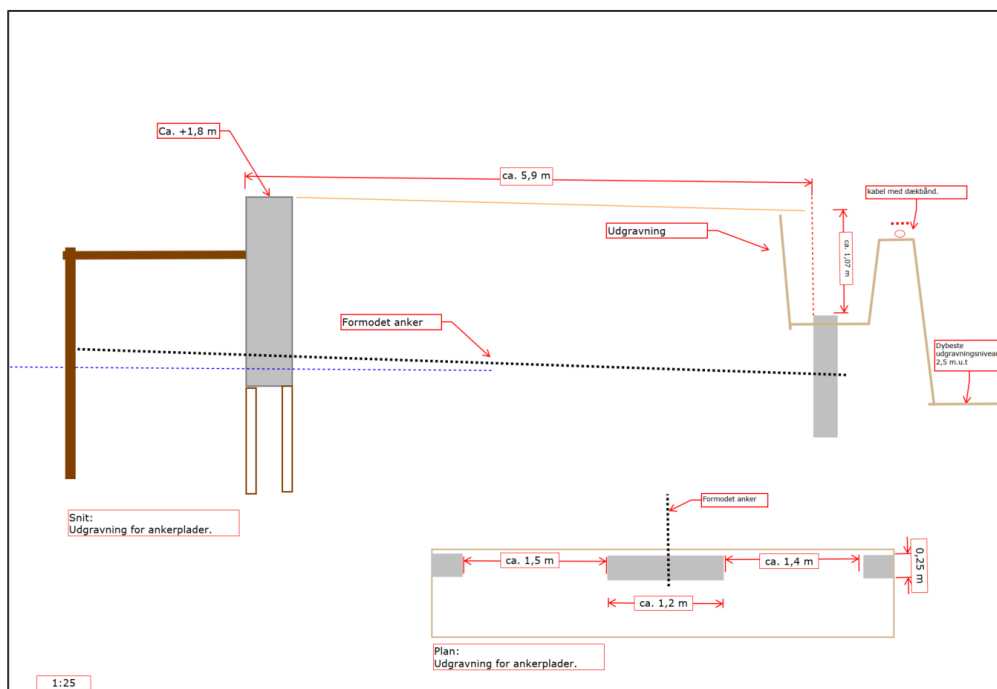 Ca. +1,8 m
ca. 5,9 m
kabel med dækbånd.
Udgravning
ca. 1,07 m
Formodet anker
Dybeste
udgravningsniveau
2,5 m.u.t
Formodet anker
Snit:
Udgravning for ankerplader.
ca. 1,5 m
ca. 1,4 m
0,25 m
ca. 1,2 m
Plan:
Udgravning for ankerplader.
1:25